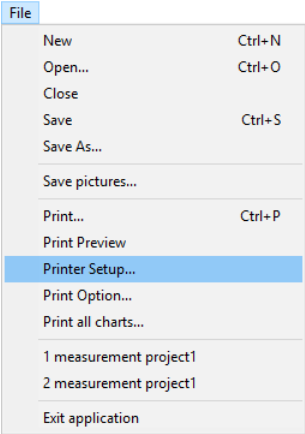 File
New Ctrl+N
Open... Ctrl+O
Close
Save Ctrl+S
Save As...
Save pictures...
Print... Ctrl+P
Print Preview
Printer Setup...
Print Option...
Print all charts...
1 measurement project1
2 measurement project1
Exit application